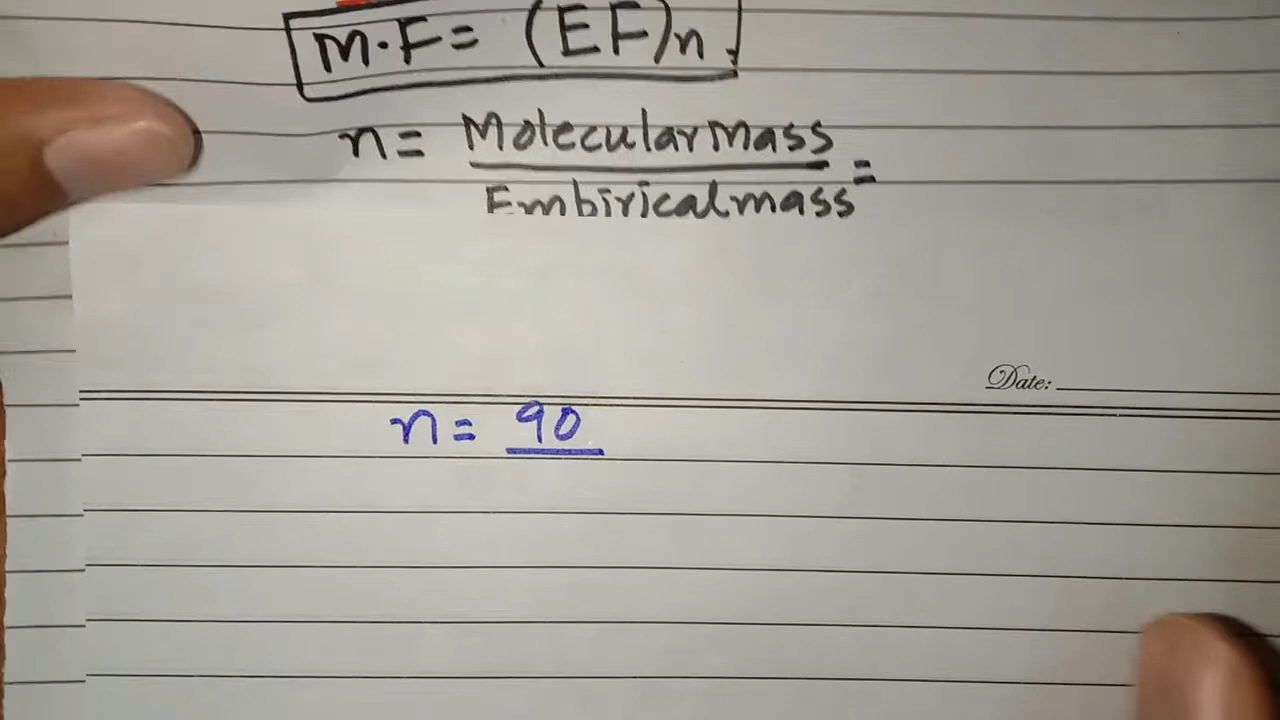 M.F= (EF)n.
n= Molecularmass =
Embiricalmass
Date:
n= 90